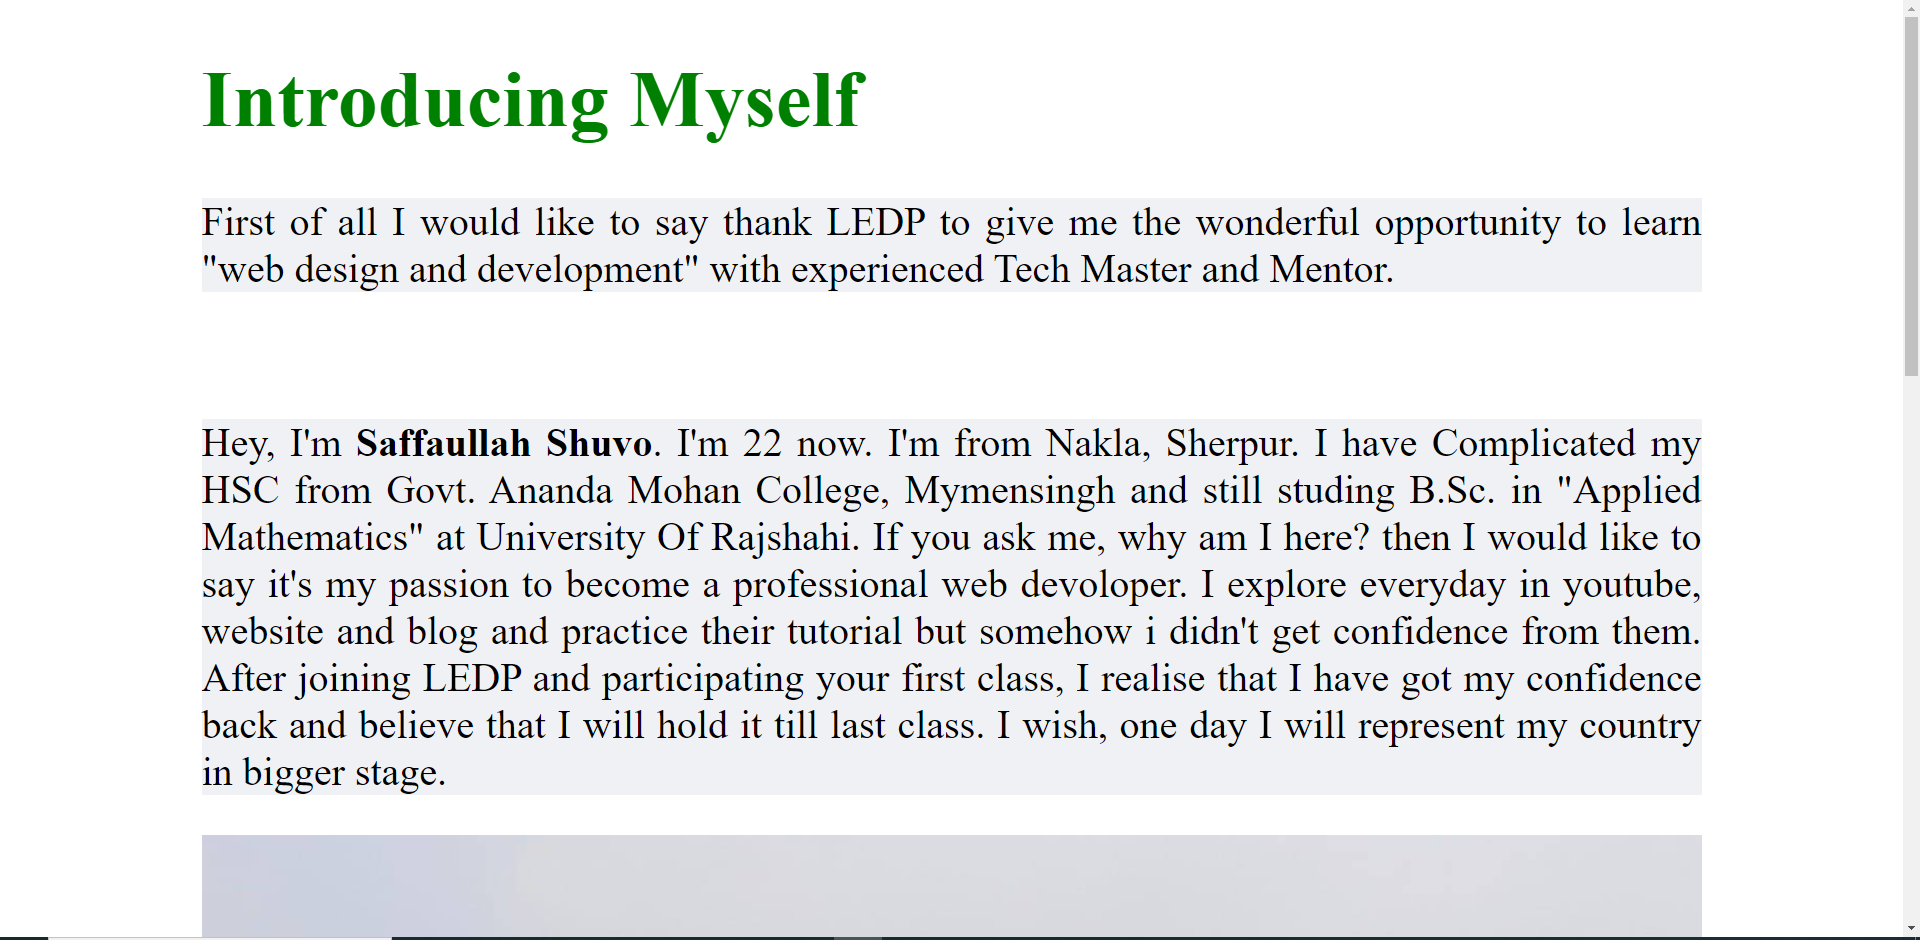 Introducing Myself
First of all I would like to say thank LEDP to give me the wonderful opportunity to learn
"web design and development" with experienced Tech Master and Mentor.
Hey, I'm Saffaullah Shuvo. I'm 22 now. I'm from Nakla, Sherpur. I have Complicated my
HSC from Govt. Ananda Mohan College, Mymensingh and still studing B.Sc. in "Applied
Mathematics" at University Of Rajshahi. If you ask me, why am I here? then I would like to
say it's my passion to become a professional web devoloper. I explore everyday in youtube,
website and blog and practice their tutorial but somehow i didn't get confidence from them.
After joining LEDP and participating your first class, I realise that I have got my confidence
back and believe that I will hold it till last class. I wish, one day I will represent my country
in bigger stage.